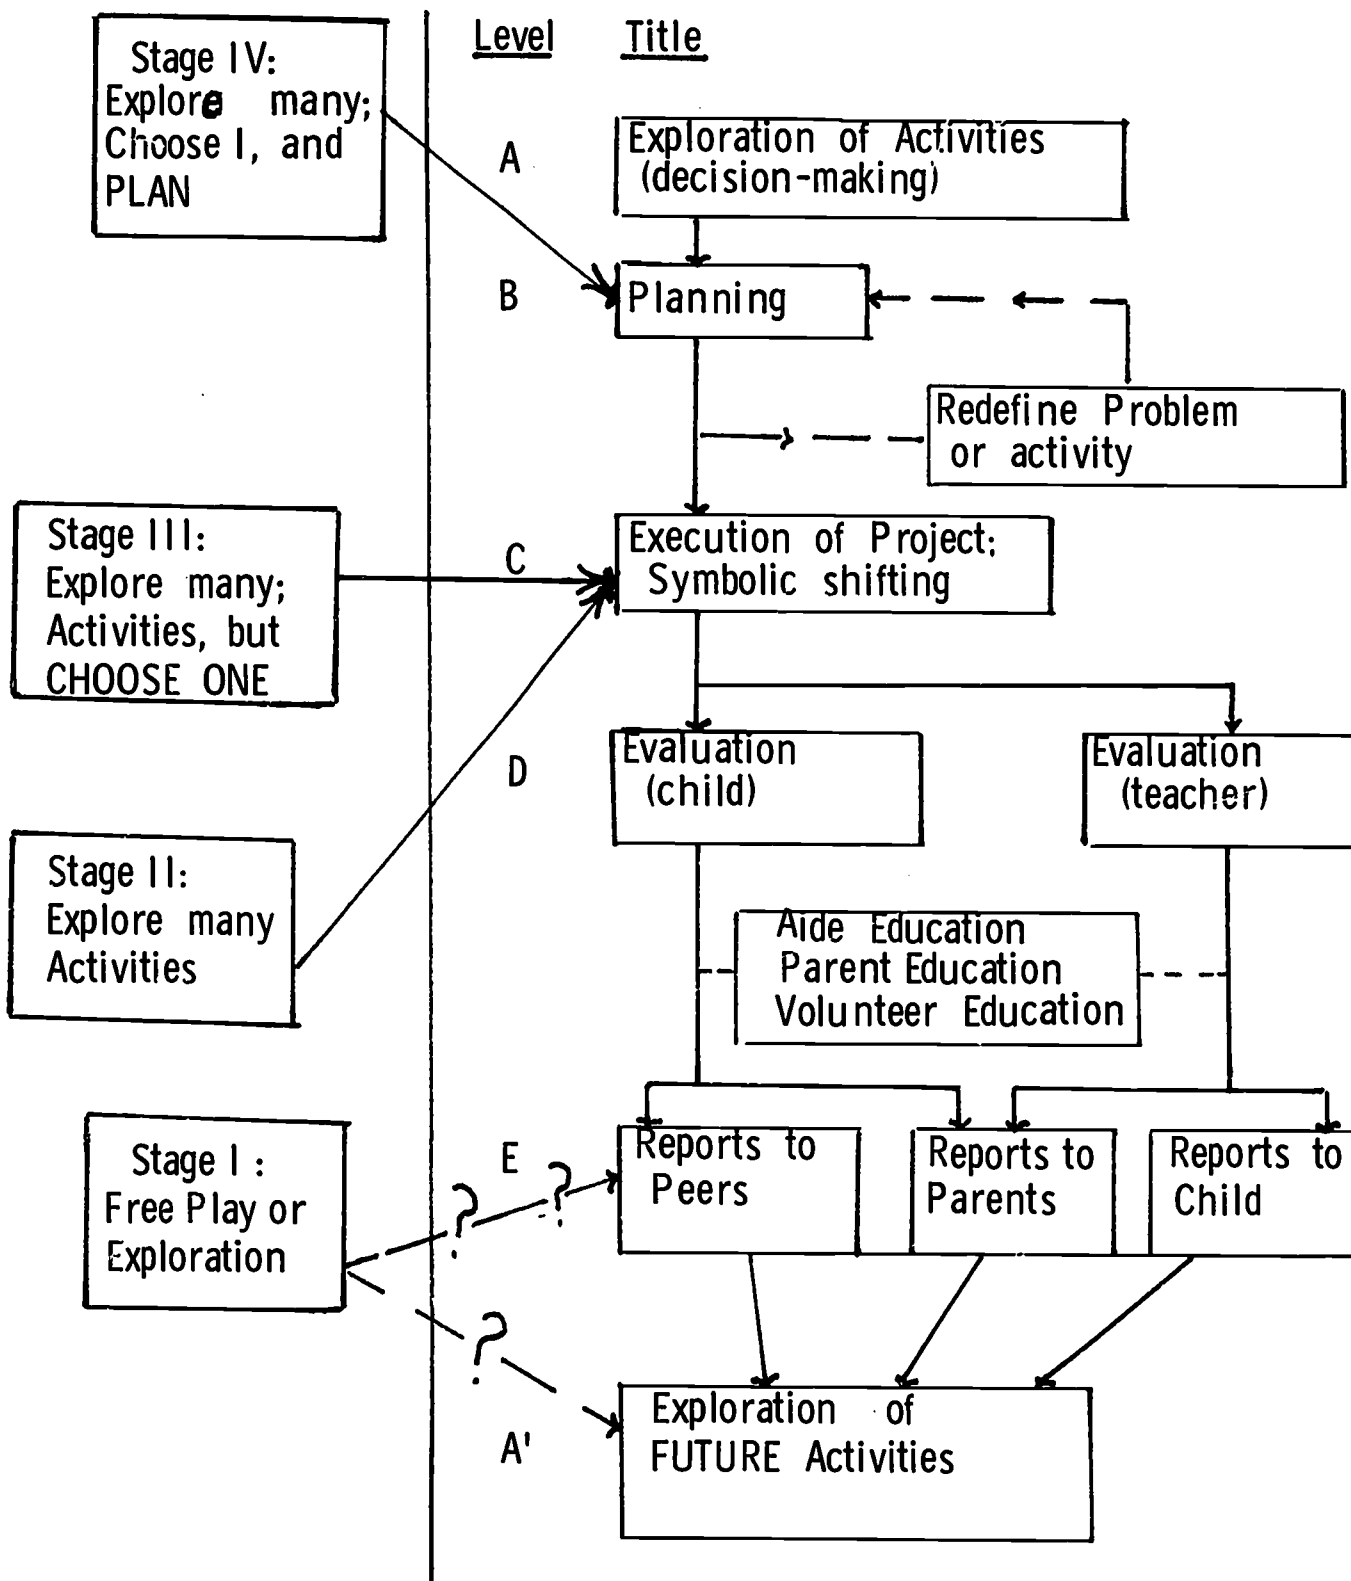 Level Title
Stage IV:
Explore many;
Choose I, and
PLAN
A
Exploration of Activities
(decision-making)
B
Planning
Redefine Problem
or activity
Stage III:
Explore many;
Activities, but
CHOOSE ONE
C
Execution of Project;
Symbolic shifting
D
Evaluation
(child)
Evaluation
(teacher)
Stage II:
Explore many
Activities
Aide Education
Parent Education
Volunteer Education
Stage I:
Free Play or
Exploration
E
? ?
?
Reports to
Peers
Reports to
Parents
Reports to
Child
A'
Exploration of
FUTURE Activities